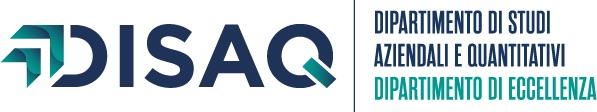 DISAQ
DIPARTIMENTO DI STUDI
AZIENDALI E QUANTITATIVI
DIPARTIMENTO DI ECCELLENZA